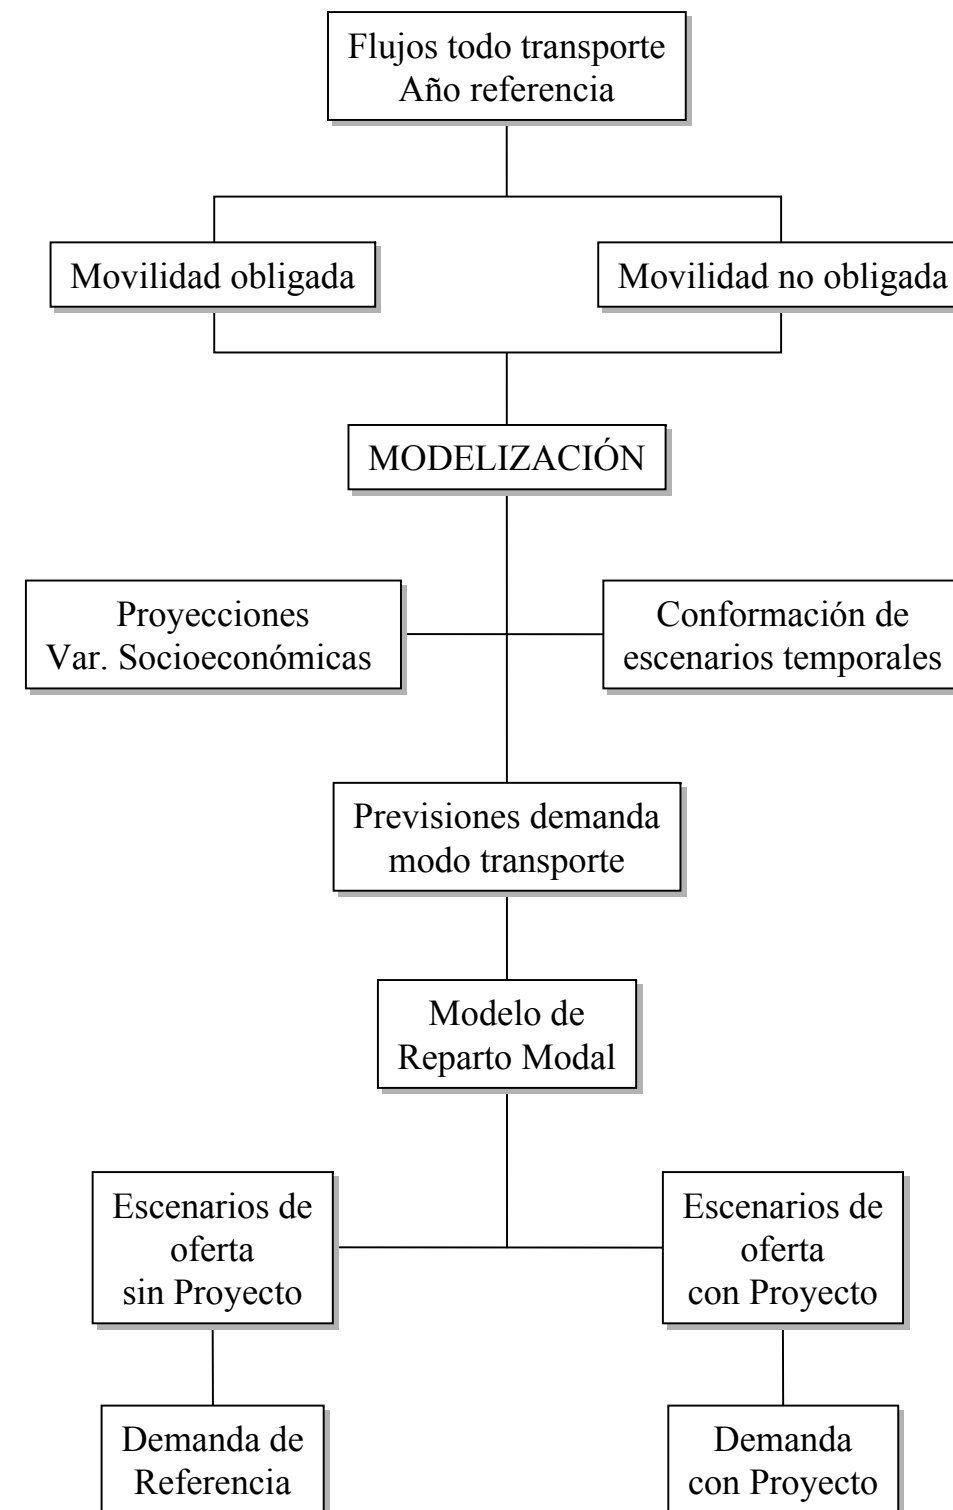 Flujos todo transporte
Año referencia
Movilidad obligada
Movilidad no obligada
MODELIZACIÓN
Proyecciones
Var. Socioeconómicas
Conformación de
escenarios temporales
Previsiones demanda
modo transporte
Modelo de
Reparto Modal
Escenarios de
oferta
sin Proyecto
Escenarios de
oferta
con Proyecto
Demanda de
Referencia
Demanda
con Proyecto